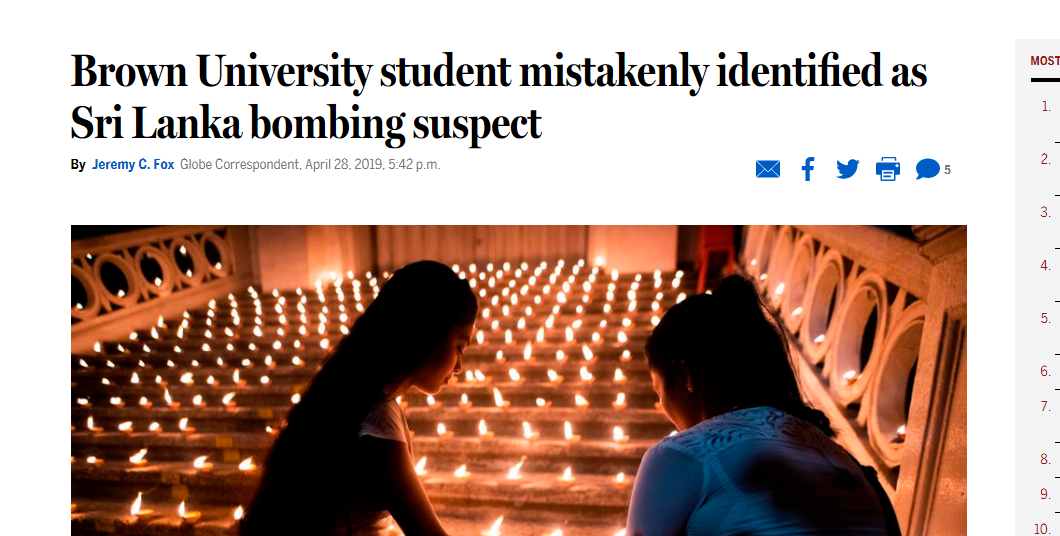 Brown University student mistakenly identified as
Sri Lanka bombing suspect
By Jeremy C. Fox Globe Correspondent, April 28, 2019, 5:42 p.m.
5
MOST
1.
2.
3.
4.
5.
6.
7.
8.
9.
10.